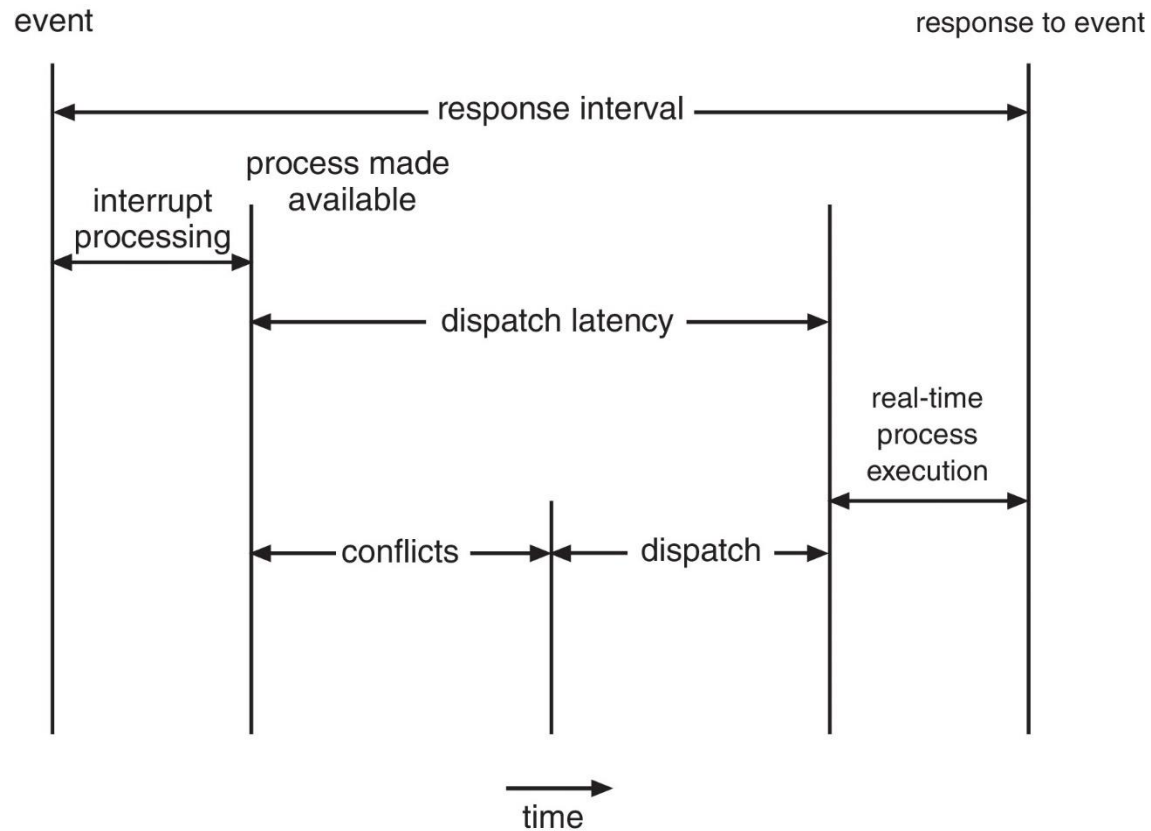 event
response to event
response interval
process made
available
interrupt
processing
dispatch latency
real-time
process
execution
conflicts
dispatch
time